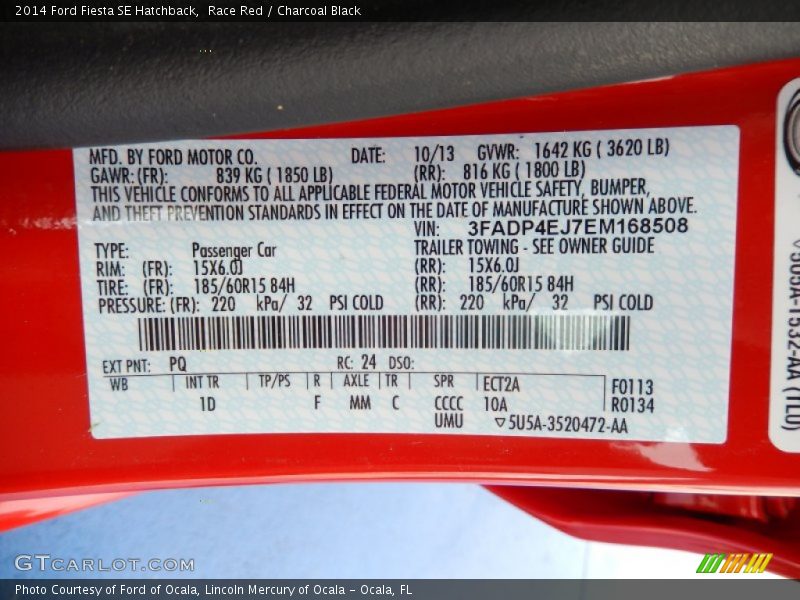 2014 Ford Fiesta SE Hatchback, Race Red / Charcoal Black
MFD. BY FORD MOTOR CO. DATE: 10/13 GVWR: 1642 KG ( 3620 LB)
GAWR: (FR): 839 KG ( 1850 LB) (RR): 816 KG ( 1800 LB)
THIS VEHICLE CONFORMS TO ALL APPLICABLE FEDERAL MOTOR VEHICLE SAFETY, BUMPER,
AND THEFT PREVENTION STANDARDS IN EFFECT ON THE DATE OF MANUFACTURE SHOWN ABOVE.
VIN: 3FADP4EJ7EM168508
TYPE: Passenger Car TRAILER TOWING - SEE OWNER GUIDE
RIM: (FR): 15X6.0J (RR): 15X6.0J
TIRE: (FR): 185/60R15 84H (RR): 185/60R15 84H
PRESSURE: (FR): 220 kPa/ 32 PSI COLD (RR): 220 kPa/ 32 PSI COLD
EXT PNT: PQ RC: 24 DSO:
WB INT TR TP/PS R AXLE TR SPR ECT2A F0113
1D F MM C CCCC 10A R0134
UMU ▽5U5A-3520472-AA
GTCarLot.com
Photo Courtesy of Ford of Ocala, Lincoln Mercury of Ocala - Ocala, FL